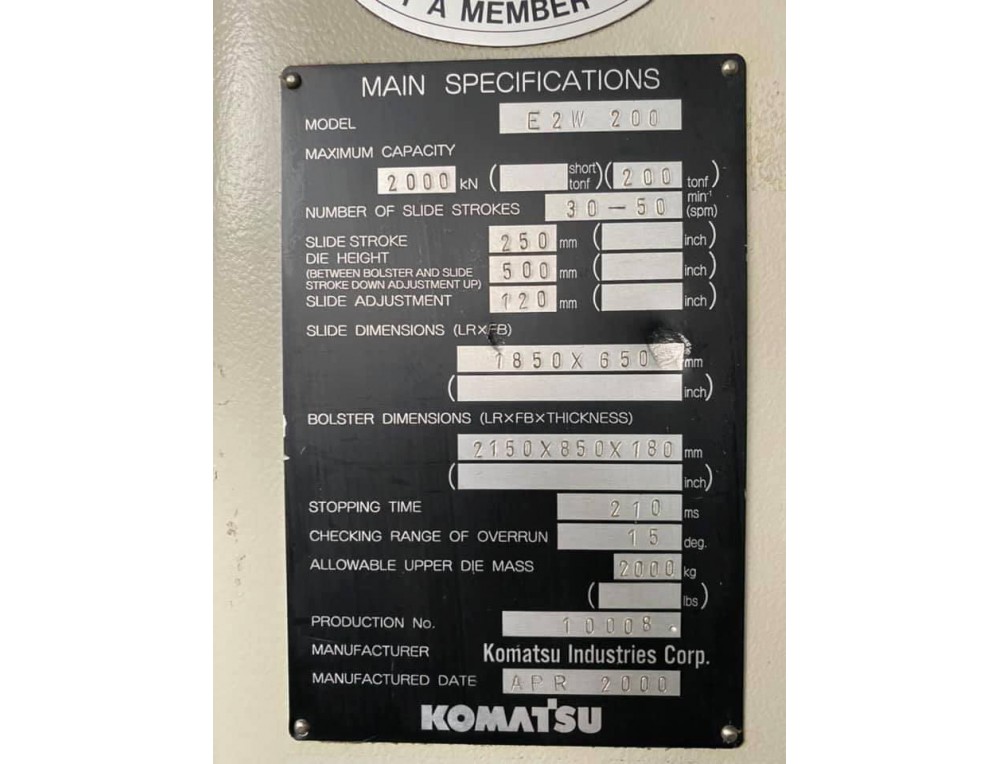 A MEMBER
MAIN SPECIFICATIONS
MODEL E2W 200
MAXIMUM CAPACITY
2000 kN ( short tonf ) ( 200 tonf )
NUMBER OF SLIDE STROKES 30-50 min⁻¹ (spm)
SLIDE STROKE 250 mm ( inch )
DIE HEIGHT
(BETWEEN BOLSTER AND SLIDE
STROKE DOWN ADJUSTMENT UP) 500 mm ( inch )
SLIDE ADJUSTMENT 120 mm ( inch )
SLIDE DIMENSIONS (LR×FB)
1850X650 mm
( inch )
BOLSTER DIMENSIONS (LR×FB×THICKNESS)
2150X850X180 mm
( inch )
STOPPING TIME 210 ms
CHECKING RANGE OF OVERRUN 15 deg.
ALLOWABLE UPPER DIE MASS 2000 kg
( lbs )
PRODUCTION No. 10008.
MANUFACTURER Komatsu Industries Corp.
MANUFACTURED DATE APR 2000
KOMATSU